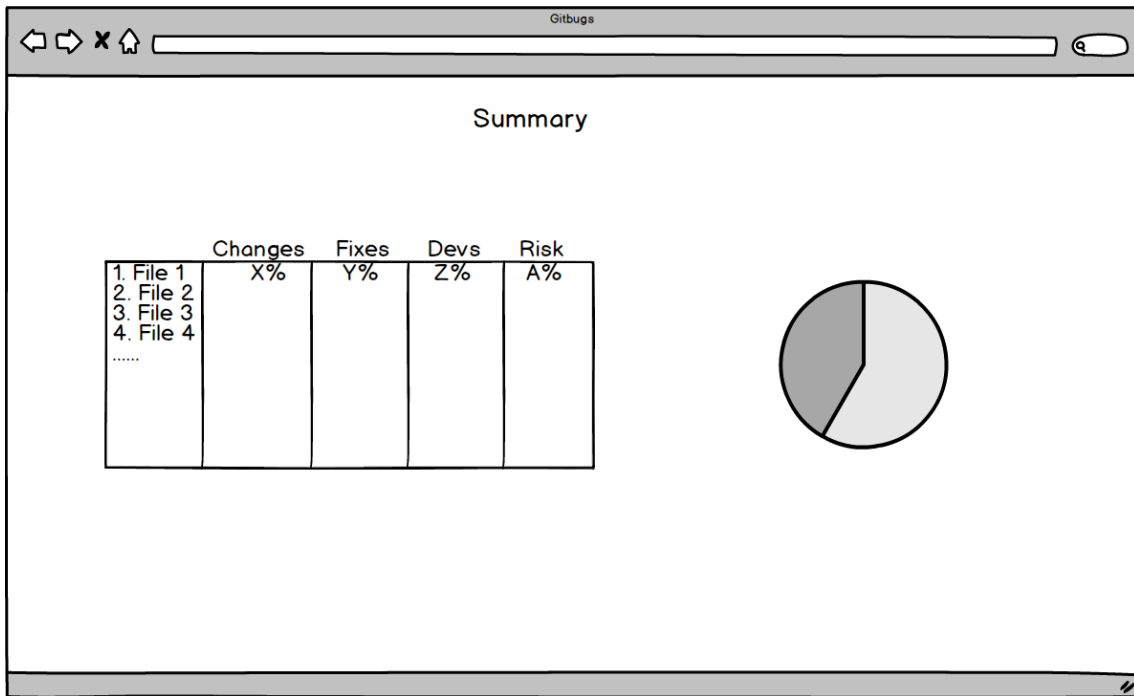 Gitbugs
Summary
Changes Fixes Devs Risk
1. File 1 X% Y% Z% A%
2. File 2
3. File 3
4. File 4
......